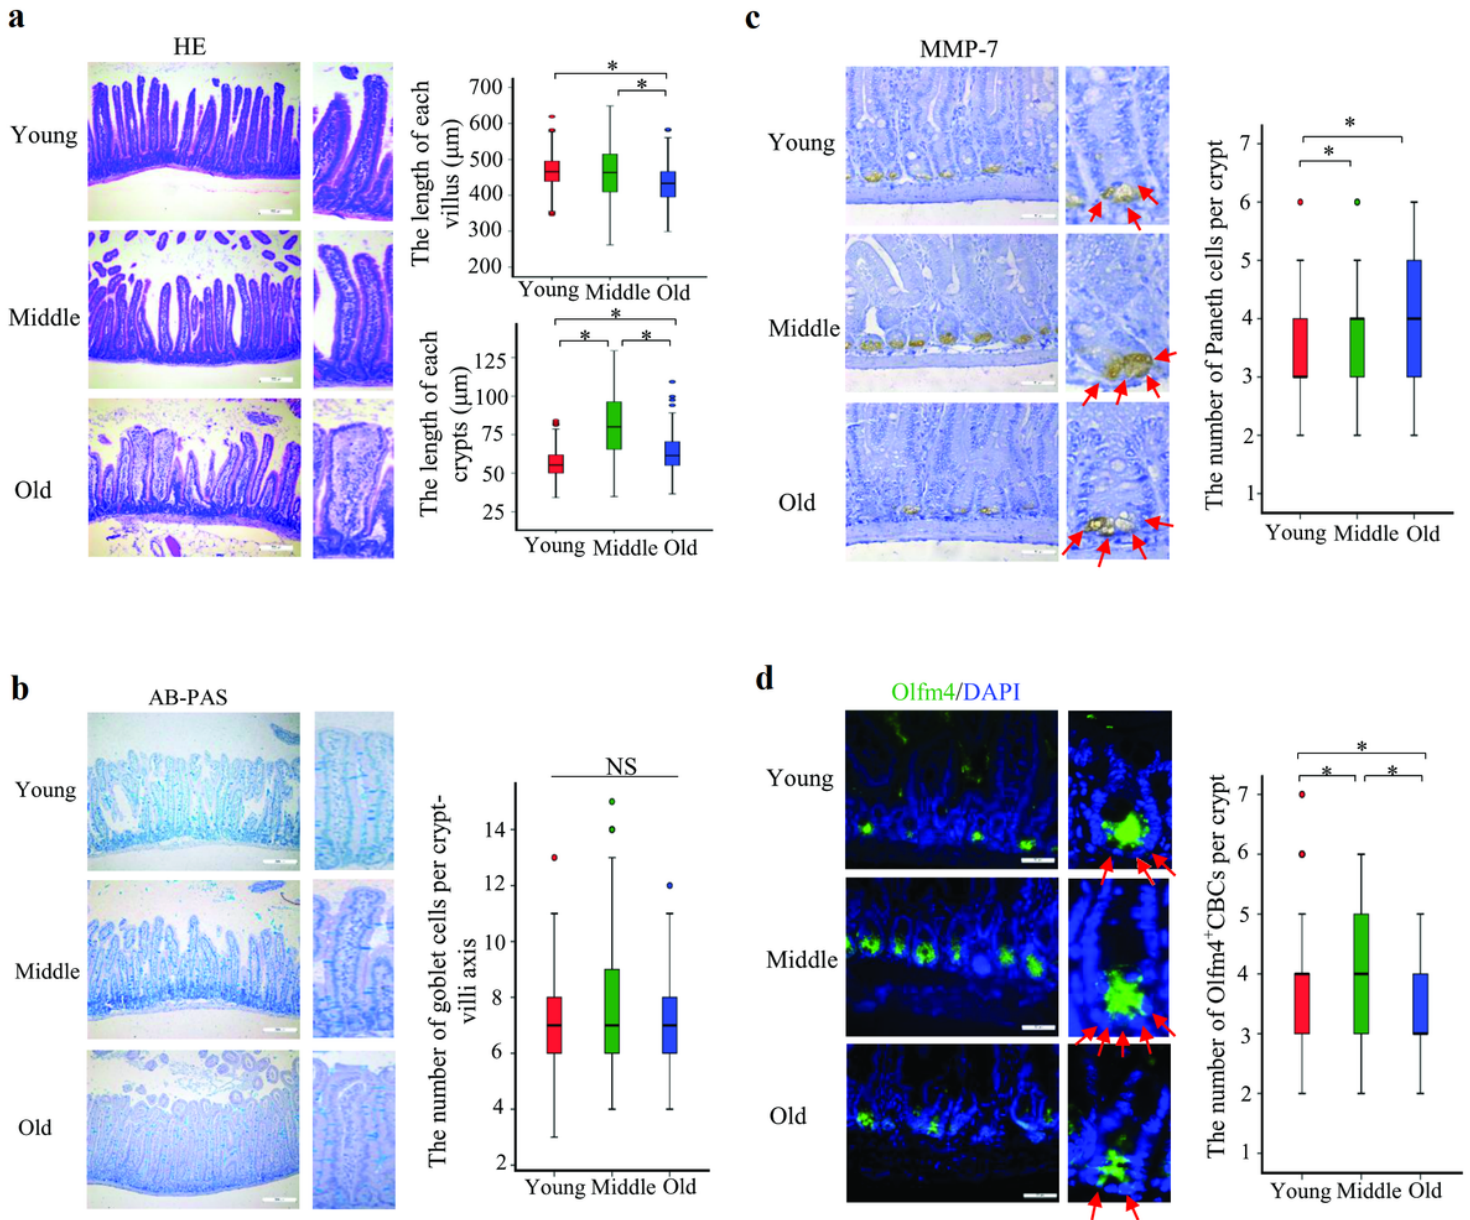 a
HE
Young
Middle
Old
The length of each
villus (μm)
700
600
500
400
300
200
*
*
Young Middle Old
The length of each
crypts (μm)
125
100
75
50
25
*
*
*
Young Middle Old
b
AB-PAS
Young
Middle
Old
The number of goblet cells per crypt-
villi axis
14
12
10
8
6
4
2
NS
Young Middle Old
c
MMP-7
Young
Middle
Old
The number of Paneth cells per crypt
7
6
5
4
3
2
1
*
*
Young Middle Old
d
Olfm4/DAPI
Young
Middle
Old
The number of Olfm4⁺CBCs per crypt
7
6
5
4
3
2
1
*
*
*
Young Middle Old